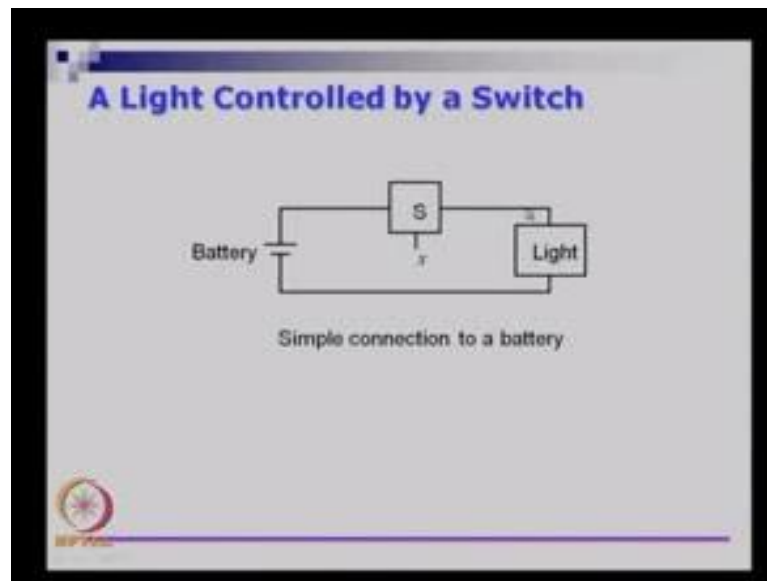 A Light Controlled by a Switch
S
Battery
x
Light
Simple connection to a battery